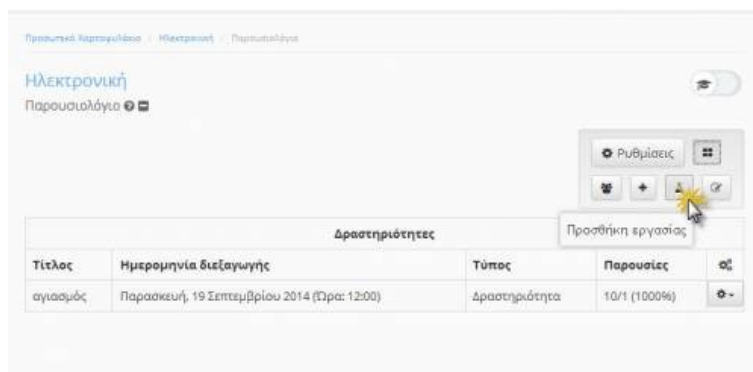 Προσωπικό Χαρτοφυλάκιο / Ηλεκτρονική / Παρουσιολόγιο
Ηλεκτρονική
Παρουσιολόγιο
Ρυθμίσεις
Προσθήκη εργασίας
Δραστηριότητες
Τίτλος Ημερομηνία διεξαγωγής Τύπος Παρουσίες
αγιασμός Παρασκευή, 19 Σεπτεμβρίου 2014 (Ώρα: 12:00) Δραστηριότητα 10/1 (1000%)